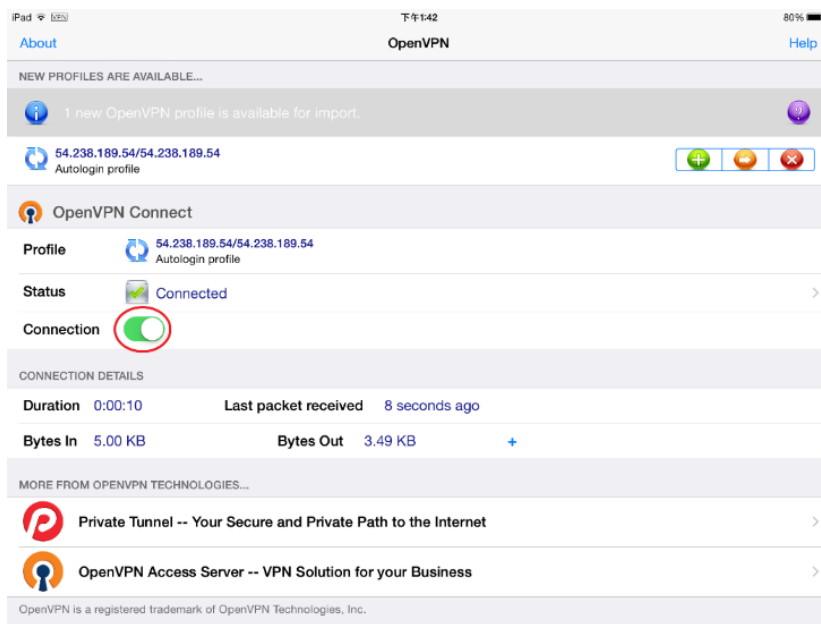 iPad VPN 下午1:42 80%
About OpenVPN Help
NEW PROFILES ARE AVAILABLE...
1 new OpenVPN profile is available for import.
54.238.189.54/54.238.189.54
Autologin profile
OpenVPN Connect
Profile 54.238.189.54/54.238.189.54
Autologin profile
Status Connected
Connection
CONNECTION DETAILS
Duration 0:00:10 Last packet received 8 seconds ago
Bytes In 5.00 KB Bytes Out 3.49 KB +
MORE FROM OPENVPN TECHNOLOGIES...
Private Tunnel -- Your Secure and Private Path to the Internet
OpenVPN Access Server -- VPN Solution for your Business
OpenVPN is a registered trademark of OpenVPN Technologies, Inc.